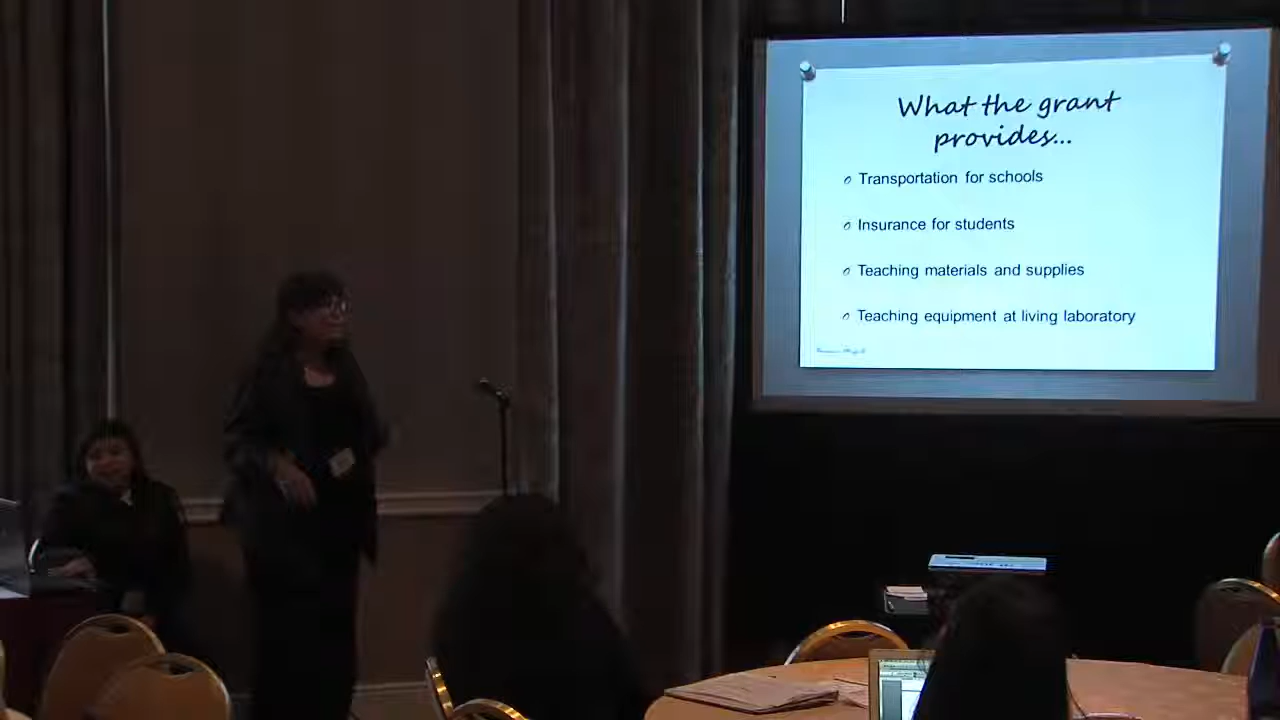 What the grant
provides...
Transportation for schools
Insurance for students
Teaching materials and supplies
Teaching equipment at living laboratory